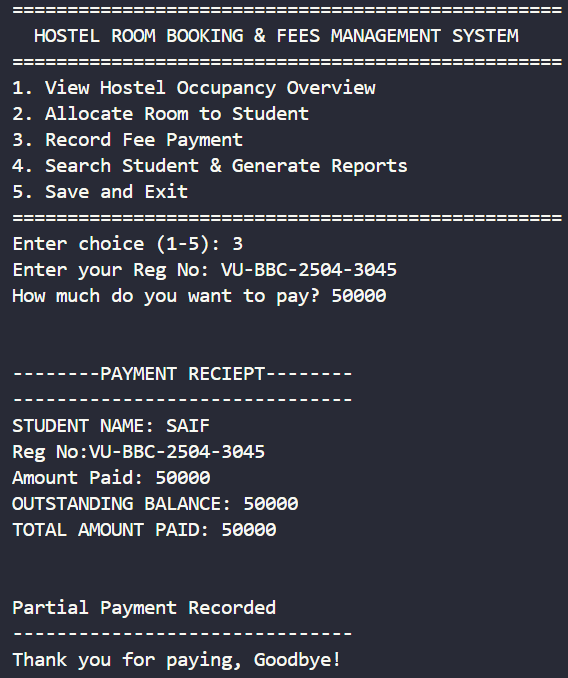 ==================================================
HOSTEL ROOM BOOKING & FEES MANAGEMENT SYSTEM
==================================================
1. View Hostel Occupancy Overview
2. Allocate Room to Student
3. Record Fee Payment
4. Search Student & Generate Reports
5. Save and Exit
==================================================
Enter choice (1-5): 3
Enter your Reg No: VU-BBC-2504-3045
How much do you want to pay? 50000
--------PAYMENT RECIEPT--------
-------------------------------
STUDENT NAME: SAIF
Reg No:VU-BBC-2504-3045
Amount Paid: 50000
OUTSTANDING BALANCE: 50000
TOTAL AMOUNT PAID: 50000
Partial Payment Recorded
-------------------------------
Thank you for paying, Goodbye!